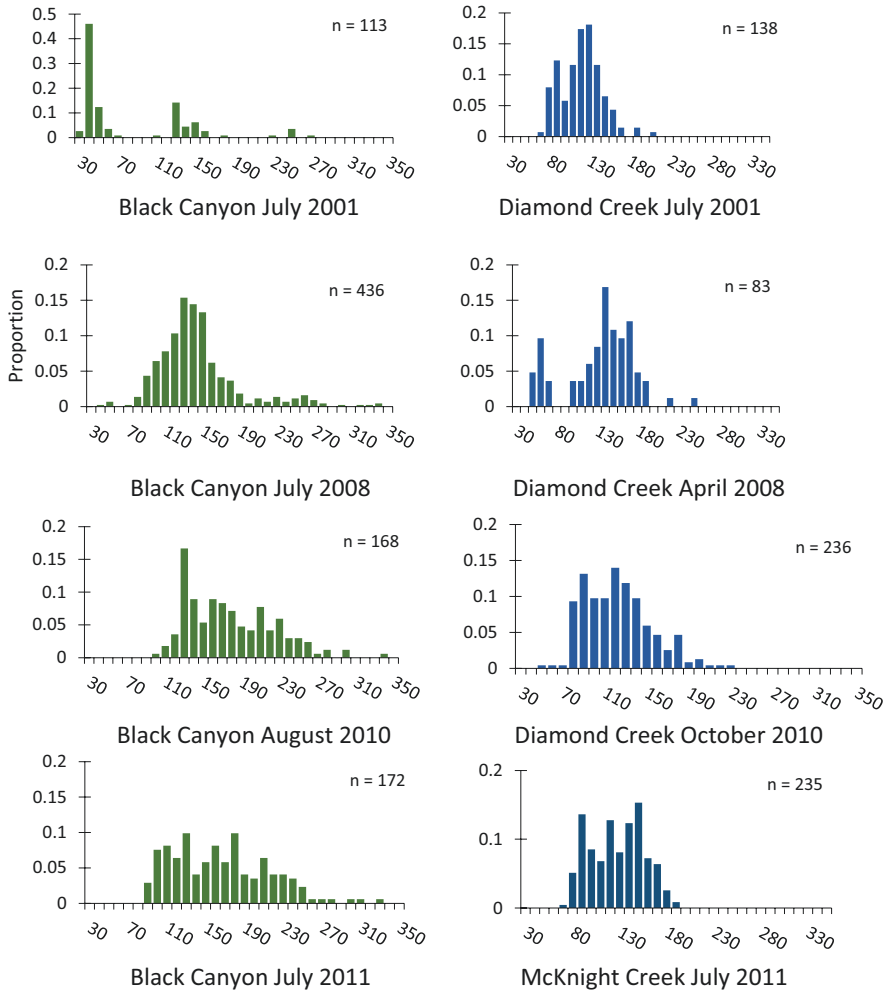 0.5
0.4
0.3
0.2
0.1
0
n = 113
30 70 110 150 190 230 270 310 350
Black Canyon July 2001
0.2
0.15
0.1
0.05
0
n = 138
30 80 130 180 230 280 330
Diamond Creek July 2001
Proportion
0.2
0.15
0.1
0.05
0
n = 436
30 70 110 150 190 230 270 310 350
Black Canyon July 2008
0.2
0.15
0.1
0.05
0
n = 83
30 80 130 180 230 280 330
Diamond Creek April 2008
0.2
0.15
0.1
0.05
0
n = 168
30 70 110 150 190 230 270 310 350
Black Canyon August 2010
0.2
0.15
0.1
0.05
0
n = 236
30 70 110 150 190 230 270 310 350
Diamond Creek October 2010
0.2
0.15
0.1
0.05
0
n = 172
30 70 110 150 190 230 270 310 350
Black Canyon July 2011
0.2
0.1
0
n = 235
30 80 130 180 230 280 330
McKnight Creek July 2011